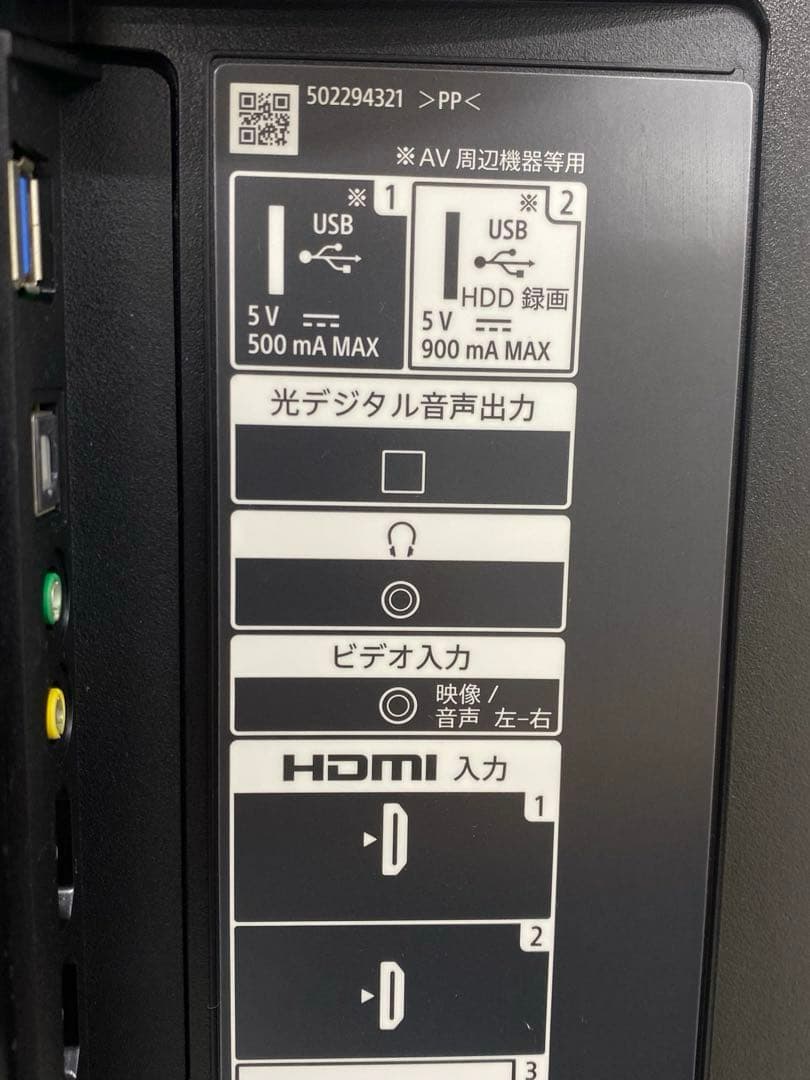 502294321 >PP<
※AV 周辺機器等用
※ 1
USB
5 V
500 mA MAX
※ 2
USB
HDD 録画
5 V
900 mA MAX
光デジタル音声出力
ビデオ入力
映像 /
音声 左-右
HDMI 入力
1
2
3